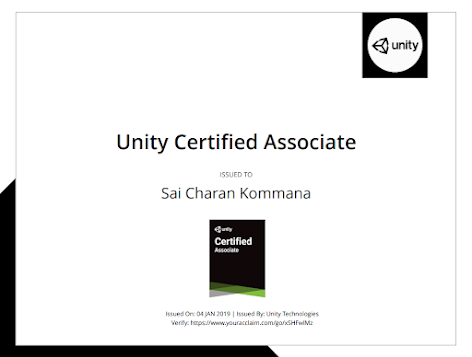 unity
Unity Certified Associate
ISSUED TO
Sai Charan Kommana
unity
Certified
Associate
Issued On: 04 JAN 2019 | Issued By: Unity Technologies
Verify: https://www.youracclaim.com/go/xSHFwIMz